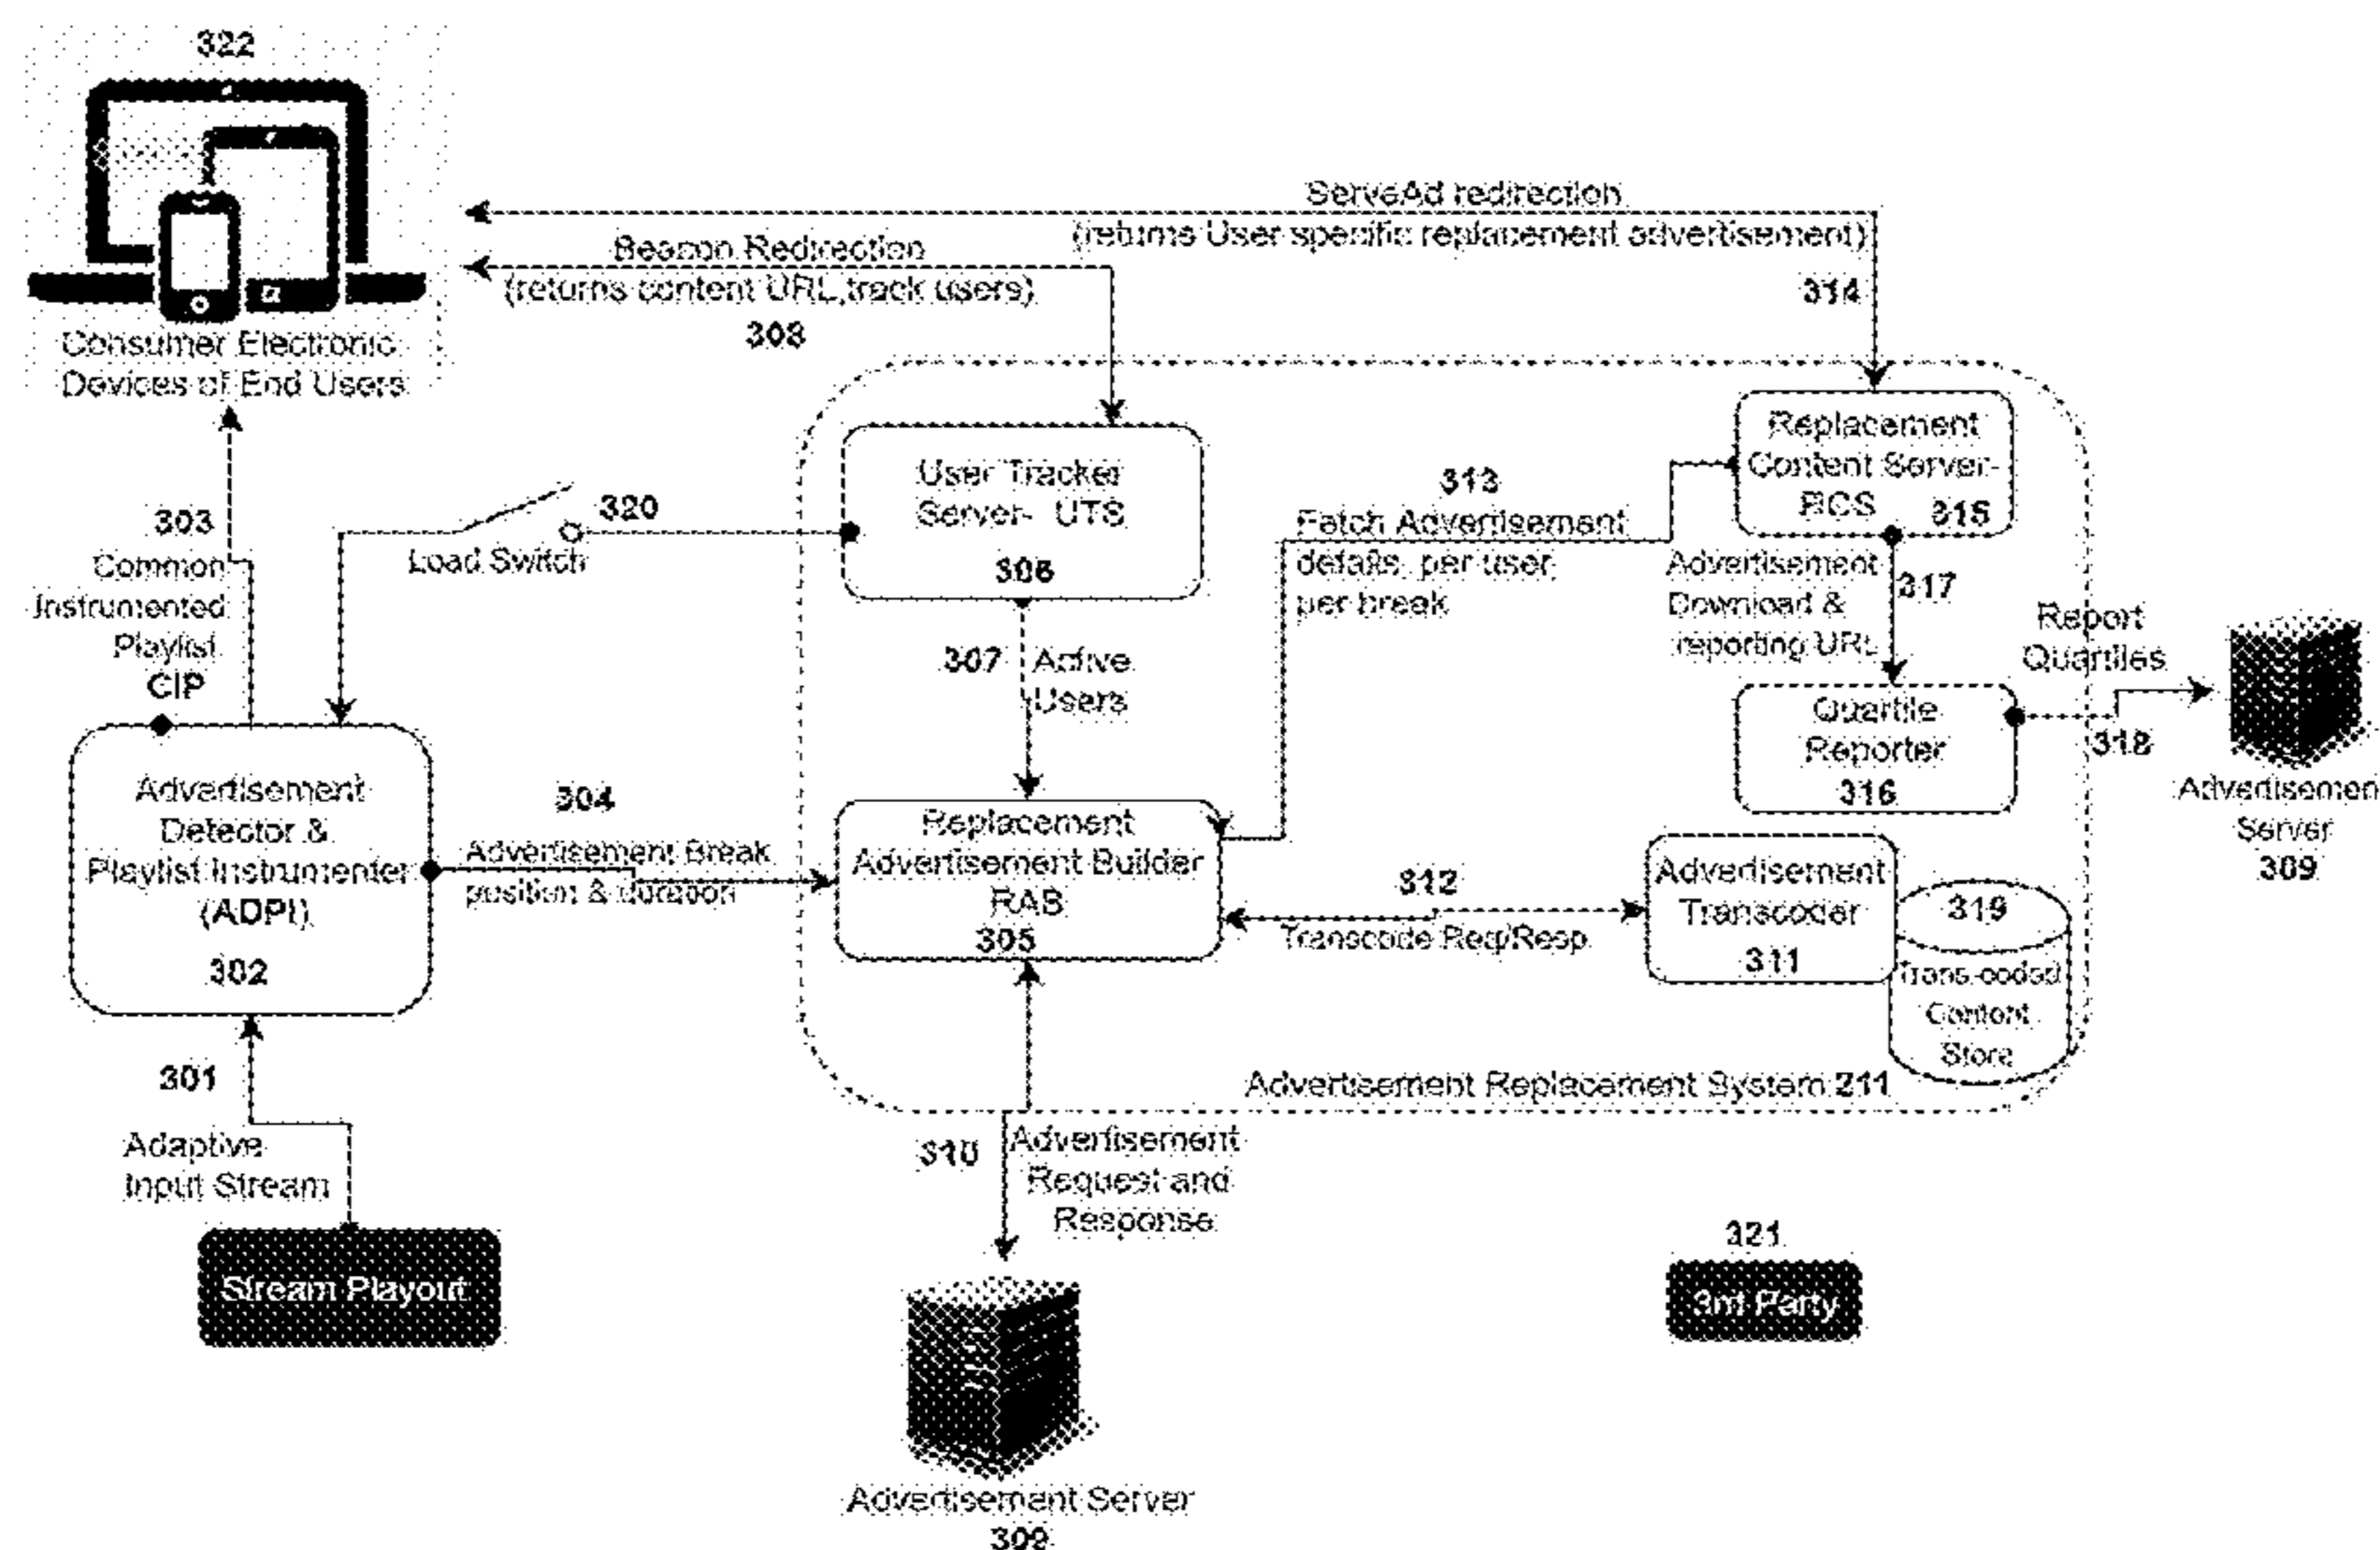 322
Consumer Electronic
Devices of End Users
ServeAd redirection
(returns User specific replacement advertisement)
314
Beacon Redirection
(returns content URL,track users)
308
303
Common
Instrumented
Playlist
CIP
Load Switch
320
User Tracker
Server- UTS
306
307
Active
Users
313
Fetch Advertisement
details, per user,
per break
Replacement
Content Server-
RCS
315
Advertisement
Download &
reporting URL
317
Report
Quartiles
Quartile
Reporter
316
318
Advertisemen
Server
309
Advertisement
Detector &
Playlist Instrumenter
(ADPI)
302
304
Advertisement Break
position & duration
Replacement
Advertisement Builder
RAB
305
312
Transcode Req/Resp
Advertisement
Transcoder
311
319
Trans-coded
Content
Store
Advertisement Replacement System 211
301
Adaptive
Input Stream
Stream Playout
310
Advertisement
Request and
Response
Advertisement Server
309
321
3rd Party